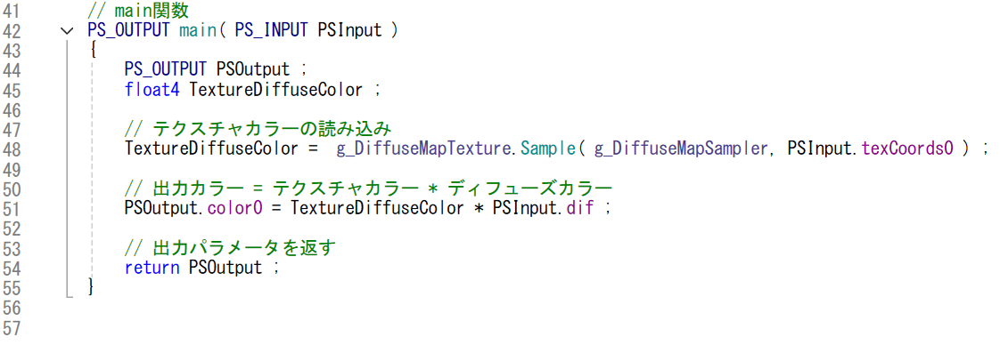 41 // main関数
42 PS_OUTPUT main( PS_INPUT PSInput )
43 {
44 PS_OUTPUT PSOutput ;
45 float4 TextureDiffuseColor ;
46
47 // テクスチャカラーの読み込み
48 TextureDiffuseColor =  g_DiffuseMapTexture.Sample( g_DiffuseMapSampler, PSInput.texCoords0 ) ;
49
50 // 出力カラー = テクスチャカラー * ディフューズカラー
51 PSOutput.color0 = TextureDiffuseColor * PSInput.dif ;
52
53 // 出力パラメータを返す
54 return PSOutput ;
55 }
56
57